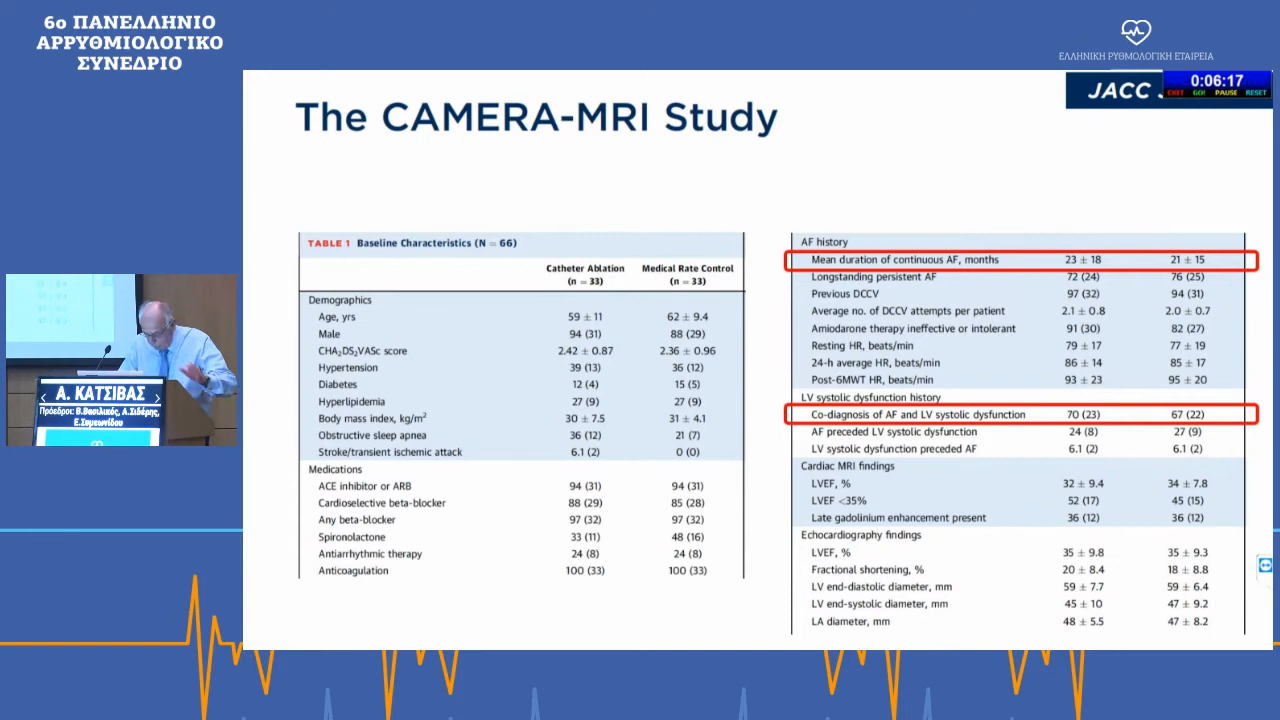 6ο ΠΑΝΕΛΛΗΝΙΟ
ΑΡΡΥΘΜΙΟΛΟΓΙΚΟ
ΣΥΝΕΔΡΙΟ
ΕΛΛΗΝΙΚΗ ΡΥΘΜΟΛΟΓΙΚΗ ΕΤΑΙΡΕΙΑ
JACC
0:06:17
EXIT GO! PAUSE RESET
The CAMERA-MRI Study
TABLE 1 Baseline Characteristics (N = 66)
Catheter Ablation Medical Rate Control
(n = 33) (n = 33)
Demographics
Age, yrs 59 ± 11 62 ± 9.4
Male 94 (31) 88 (29)
CHA2DS2VASc score 2.42 ± 0.87 2.36 ± 0.96
Hypertension 39 (13) 36 (12)
Diabetes 12 (4) 15 (5)
Hyperlipidemia 27 (9) 27 (9)
Body mass index, kg/m² 30 ± 7.5 31 ± 4.1
Obstructive sleep apnea 36 (12) 21 (7)
Stroke/transient ischemic attack 6.1 (2) 0 (0)
Medications
ACE inhibitor or ARB 94 (31) 94 (31)
Cardioselective beta-blocker 88 (29) 85 (28)
Any beta-blocker 97 (32) 97 (32)
Spironolactone 33 (11) 48 (16)
Antiarrhythmic therapy 24 (8) 24 (8)
Anticoagulation 100 (33) 100 (33)
AF history
Mean duration of continuous AF, months 23 ± 18 21 ± 15
Longstanding persistent AF 72 (24) 76 (25)
Previous DCCV 97 (32) 94 (31)
Average no. of DCCV attempts per patient 2.1 ± 0.8 2.0 ± 0.7
Amiodarone therapy ineffective or intolerant 91 (30) 82 (27)
Resting HR, beats/min 79 ± 17 77 ± 19
24-h average HR, beats/min 86 ± 14 85 ± 17
Post-6MWT HR, beats/min 93 ± 23 95 ± 20
LV systolic dysfunction history
Co-diagnosis of AF and LV systolic dysfunction 70 (23) 67 (22)
AF preceded LV systolic dysfunction 24 (8) 27 (9)
LV systolic dysfunction preceded AF 6.1 (2) 6.1 (2)
Cardiac MRI findings
LVEF, % 32 ± 9.4 34 ± 7.8
LVEF <35% 52 (17) 45 (15)
Late gadolinium enhancement present 36 (12) 36 (12)
Echocardiography findings
LVEF, % 35 ± 9.8 35 ± 9.3
Fractional shortening, % 20 ± 8.4 18 ± 8.8
LV end-diastolic diameter, mm 59 ± 7.7 59 ± 6.4
LV end-systolic diameter, mm 45 ± 10 47 ± 9.2
LA diameter, mm 48 ± 5.5 47 ± 8.2
Α. ΚΑΤΣΙΒΑΣ
Πρόεδροι: Β.Βασιλικός, Α.Σιδέρης,
Ε.Συμεωνίδου